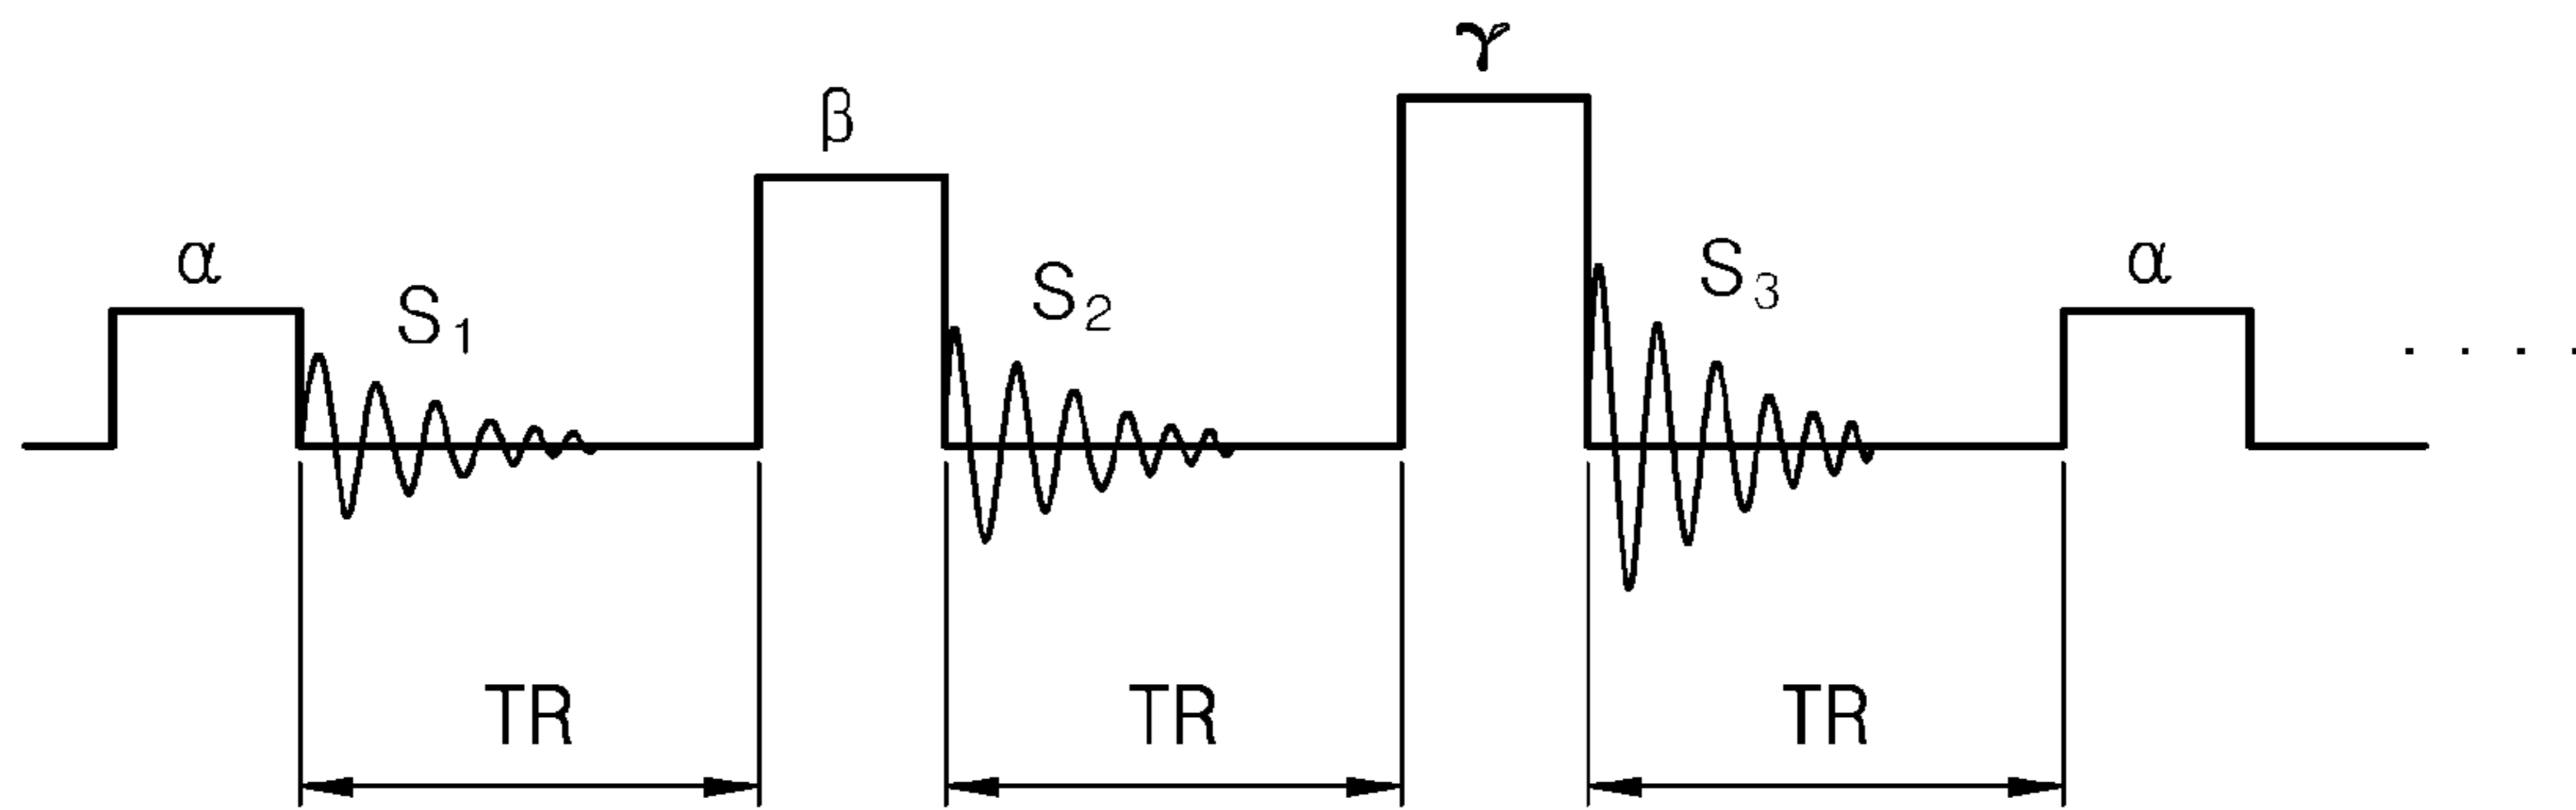 γ
β
α
S₁
S₂
S₃
α
. . . .
TR
TR
TR